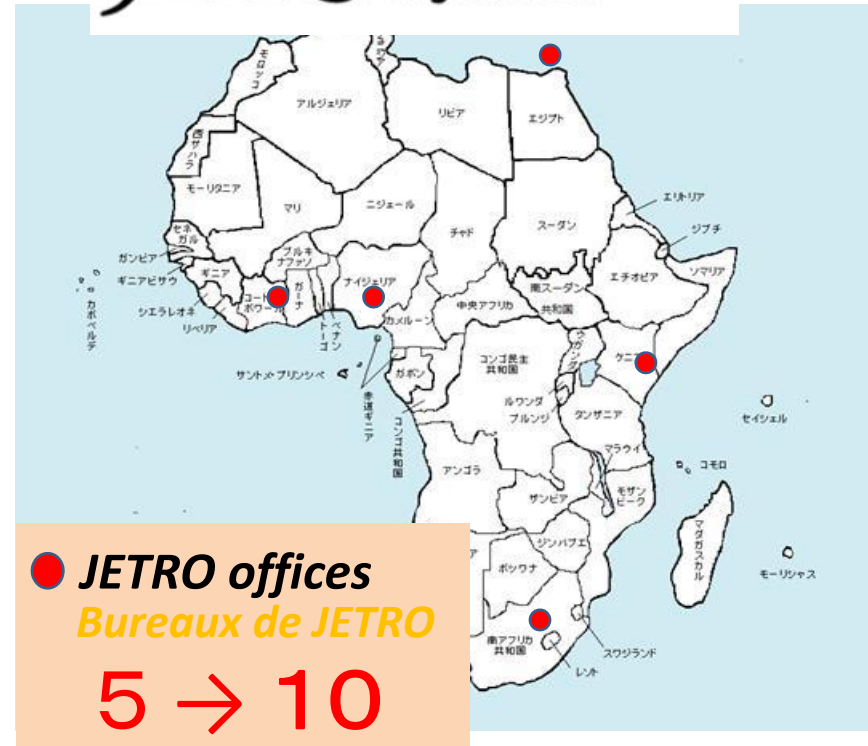 モロッコ
アルジェリア
リビア
エジプト
西サハラ
モーリタニア
マリ
ニジェール
チャド
スーダン
エリトリア
ジブチ
セネ
ガル
ガンビア
ギニアビサウ
ギニア
ブルキ
ナファソ
ナイジェリア
エチオピア
ソマリア
南スーダン
共和国
中央アフリカ
カーボベルデ
シエラレオネ
リベリア
コート
ガーナ
トーゴ
ベナン
カメルーン
ウガンダ
サントメ・プリンシペ
赤道ギニア
ガボン
コンゴ共和国
コンゴ民主
共和国
ルワンダ
ブルンジ
タンザニア
セイシェル
マラウイ
コモロ
アンゴラ
ザンビア
モザン
ビーク
マダガスカル
モーリシャス
ジンバブエ
ボツワナ
南アフリカ
共和国
スワジランド
レソト
JETRO offices
Bureaux de JETRO
5 → 10